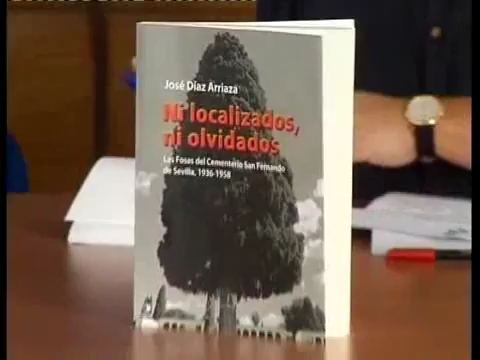 José Díaz Arriaza
Ni localizados,
ni olvidados
Las Fosas del Cementerio San Fernando
de Sevilla, 1936-1958